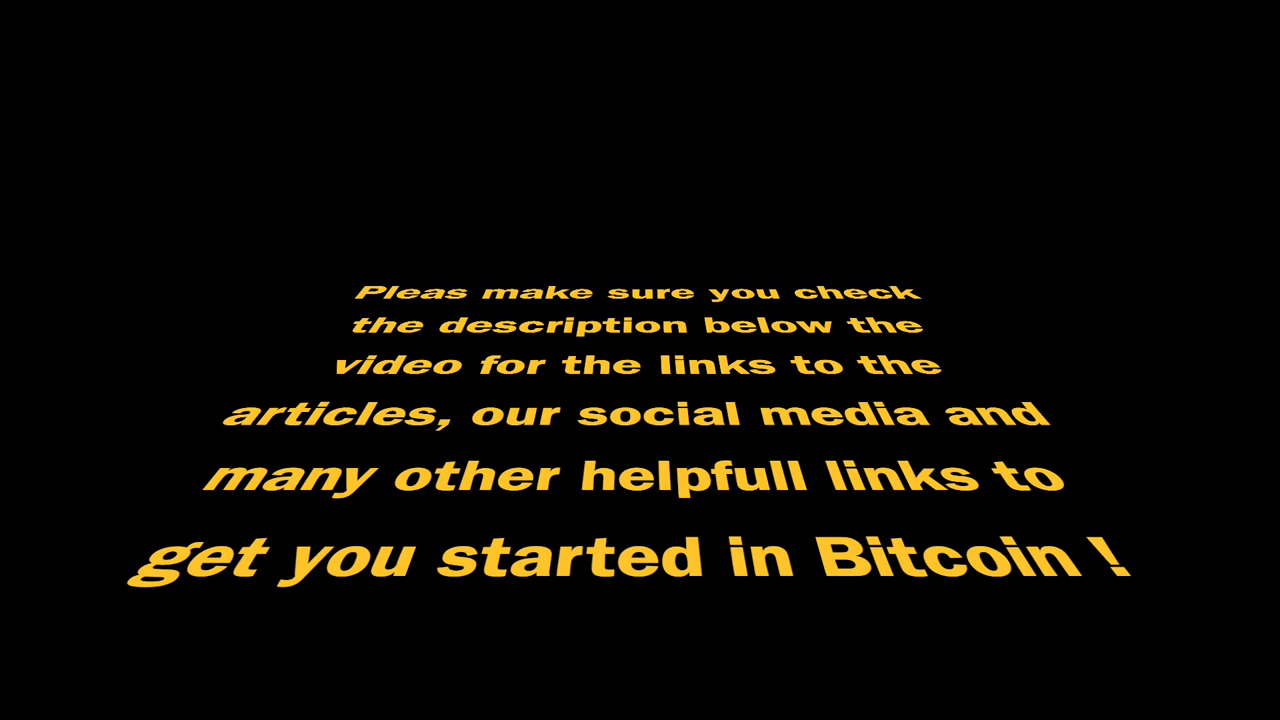 Pleas make sure you check
the description below the
video for the links to the
articles, our social media and
many other helpfull links to
get you started in Bitcoin !